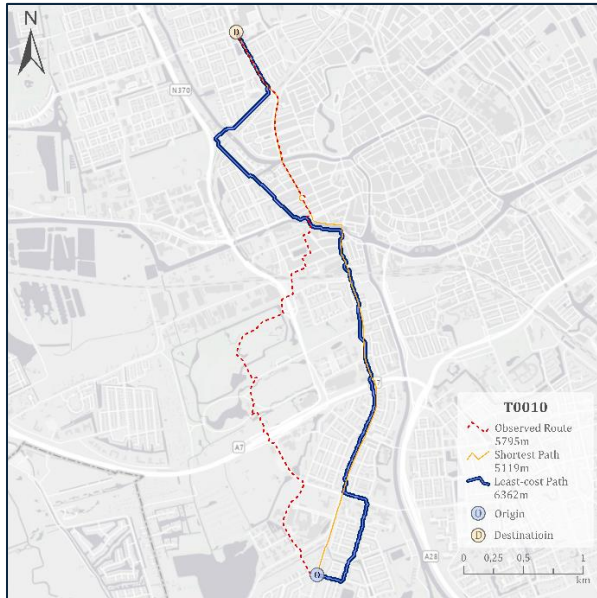 N
D
N370
A7
T0010
Observed Route
5795m
Shortest Path
5119m
Least-cost Path
6362m
O Origin
D Destinatioin
A28
O
0 0,25 0,5 1
km